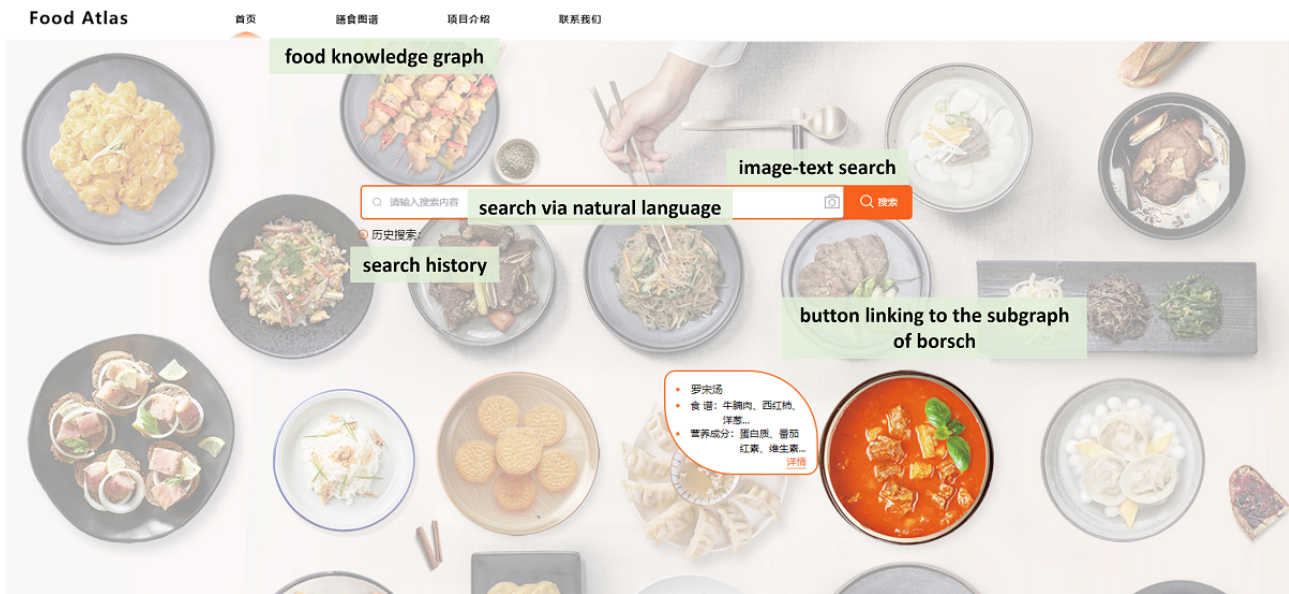 Food Atlas
首页
膳食图谱
项目介绍
联系我们
food knowledge graph
image-text search
请输入搜索内容
search via natural language
搜索
历史搜索：
search history
button linking to the subgraph
of borsch
罗宋汤
食 谱：牛腩肉、西红柿、
洋葱...
营养成分：蛋白质、番茄
红素、维生素...
详情